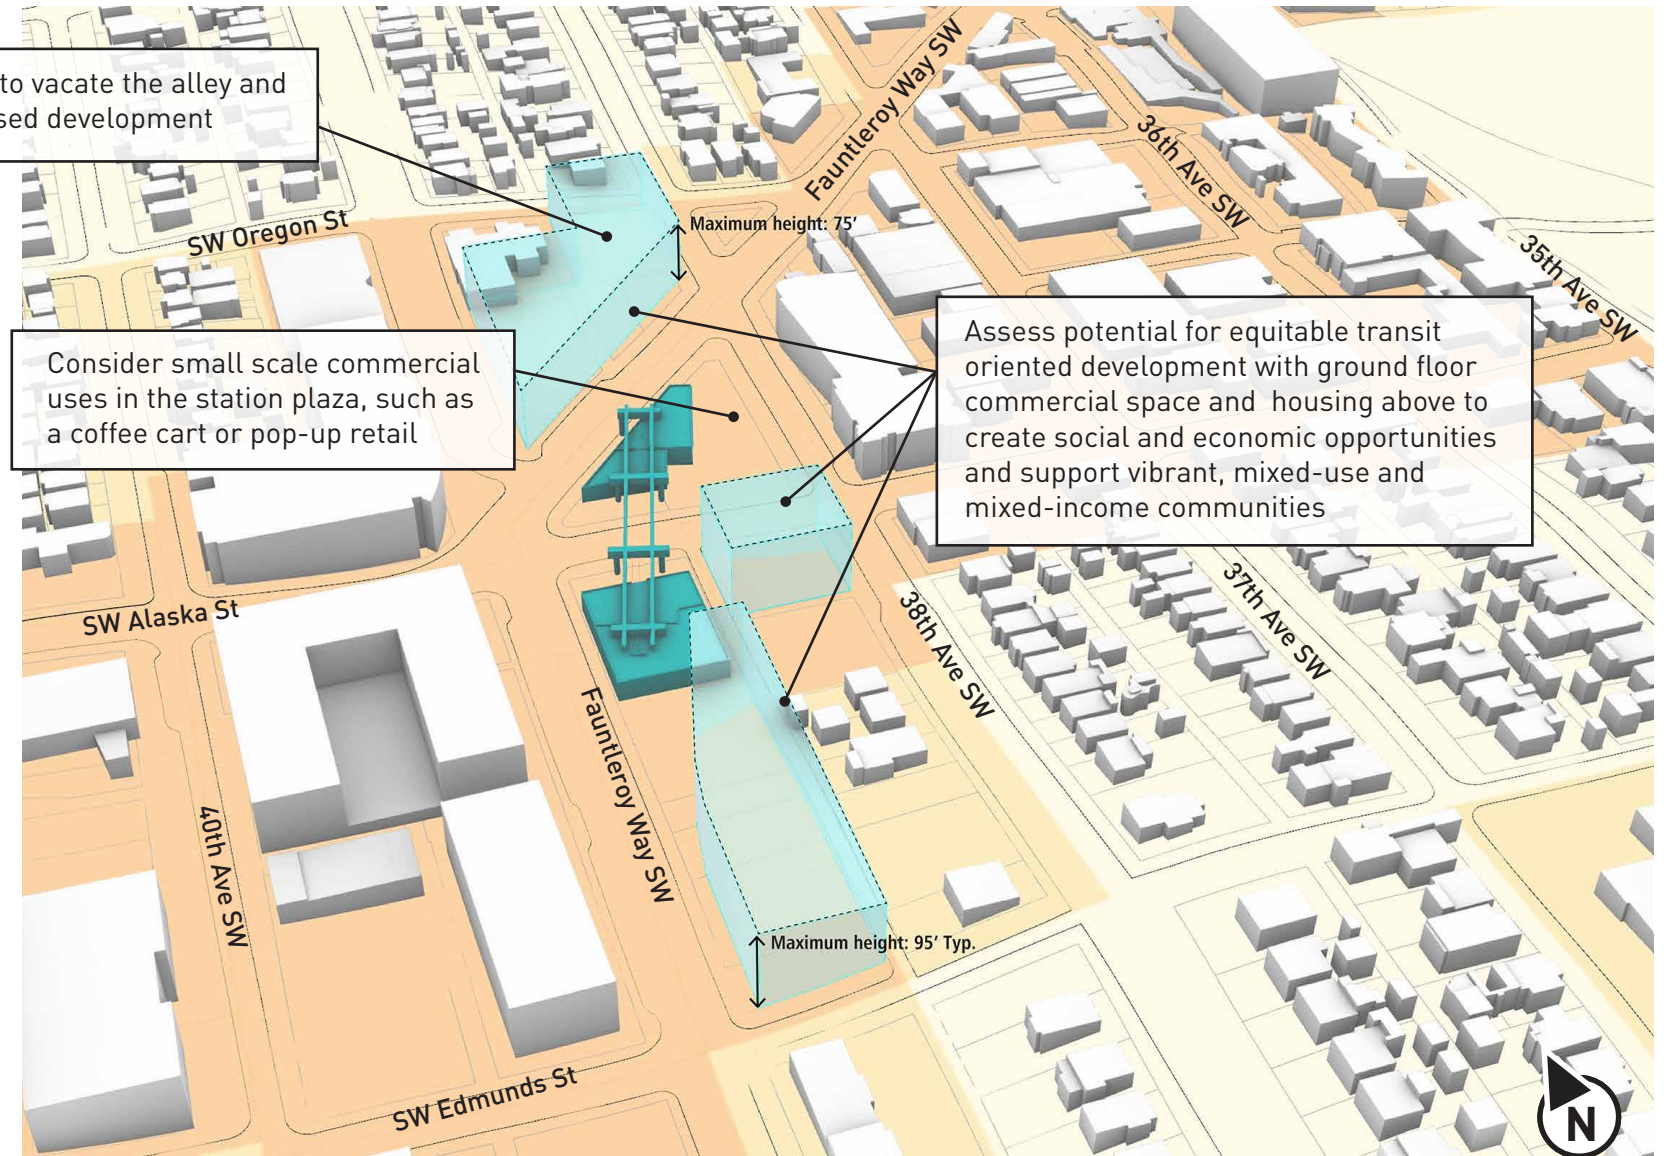 to vacate the alley and
sed development
Fauntleroy Way SW
36th Ave SW
35th Ave SW
SW Oregon St
Maximum height: 75’
Consider small scale commercial
uses in the station plaza, such as
a coffee cart or pop-up retail
Assess potential for equitable transit
oriented development with ground floor
commercial space and housing above to
create social and economic opportunities
and support vibrant, mixed-use and
mixed-income communities
SW Alaska St
38th Ave SW
37th Ave SW
Fauntleroy Way SW
40th Ave SW
Maximum height: 95’ Typ.
SW Edmunds St
N